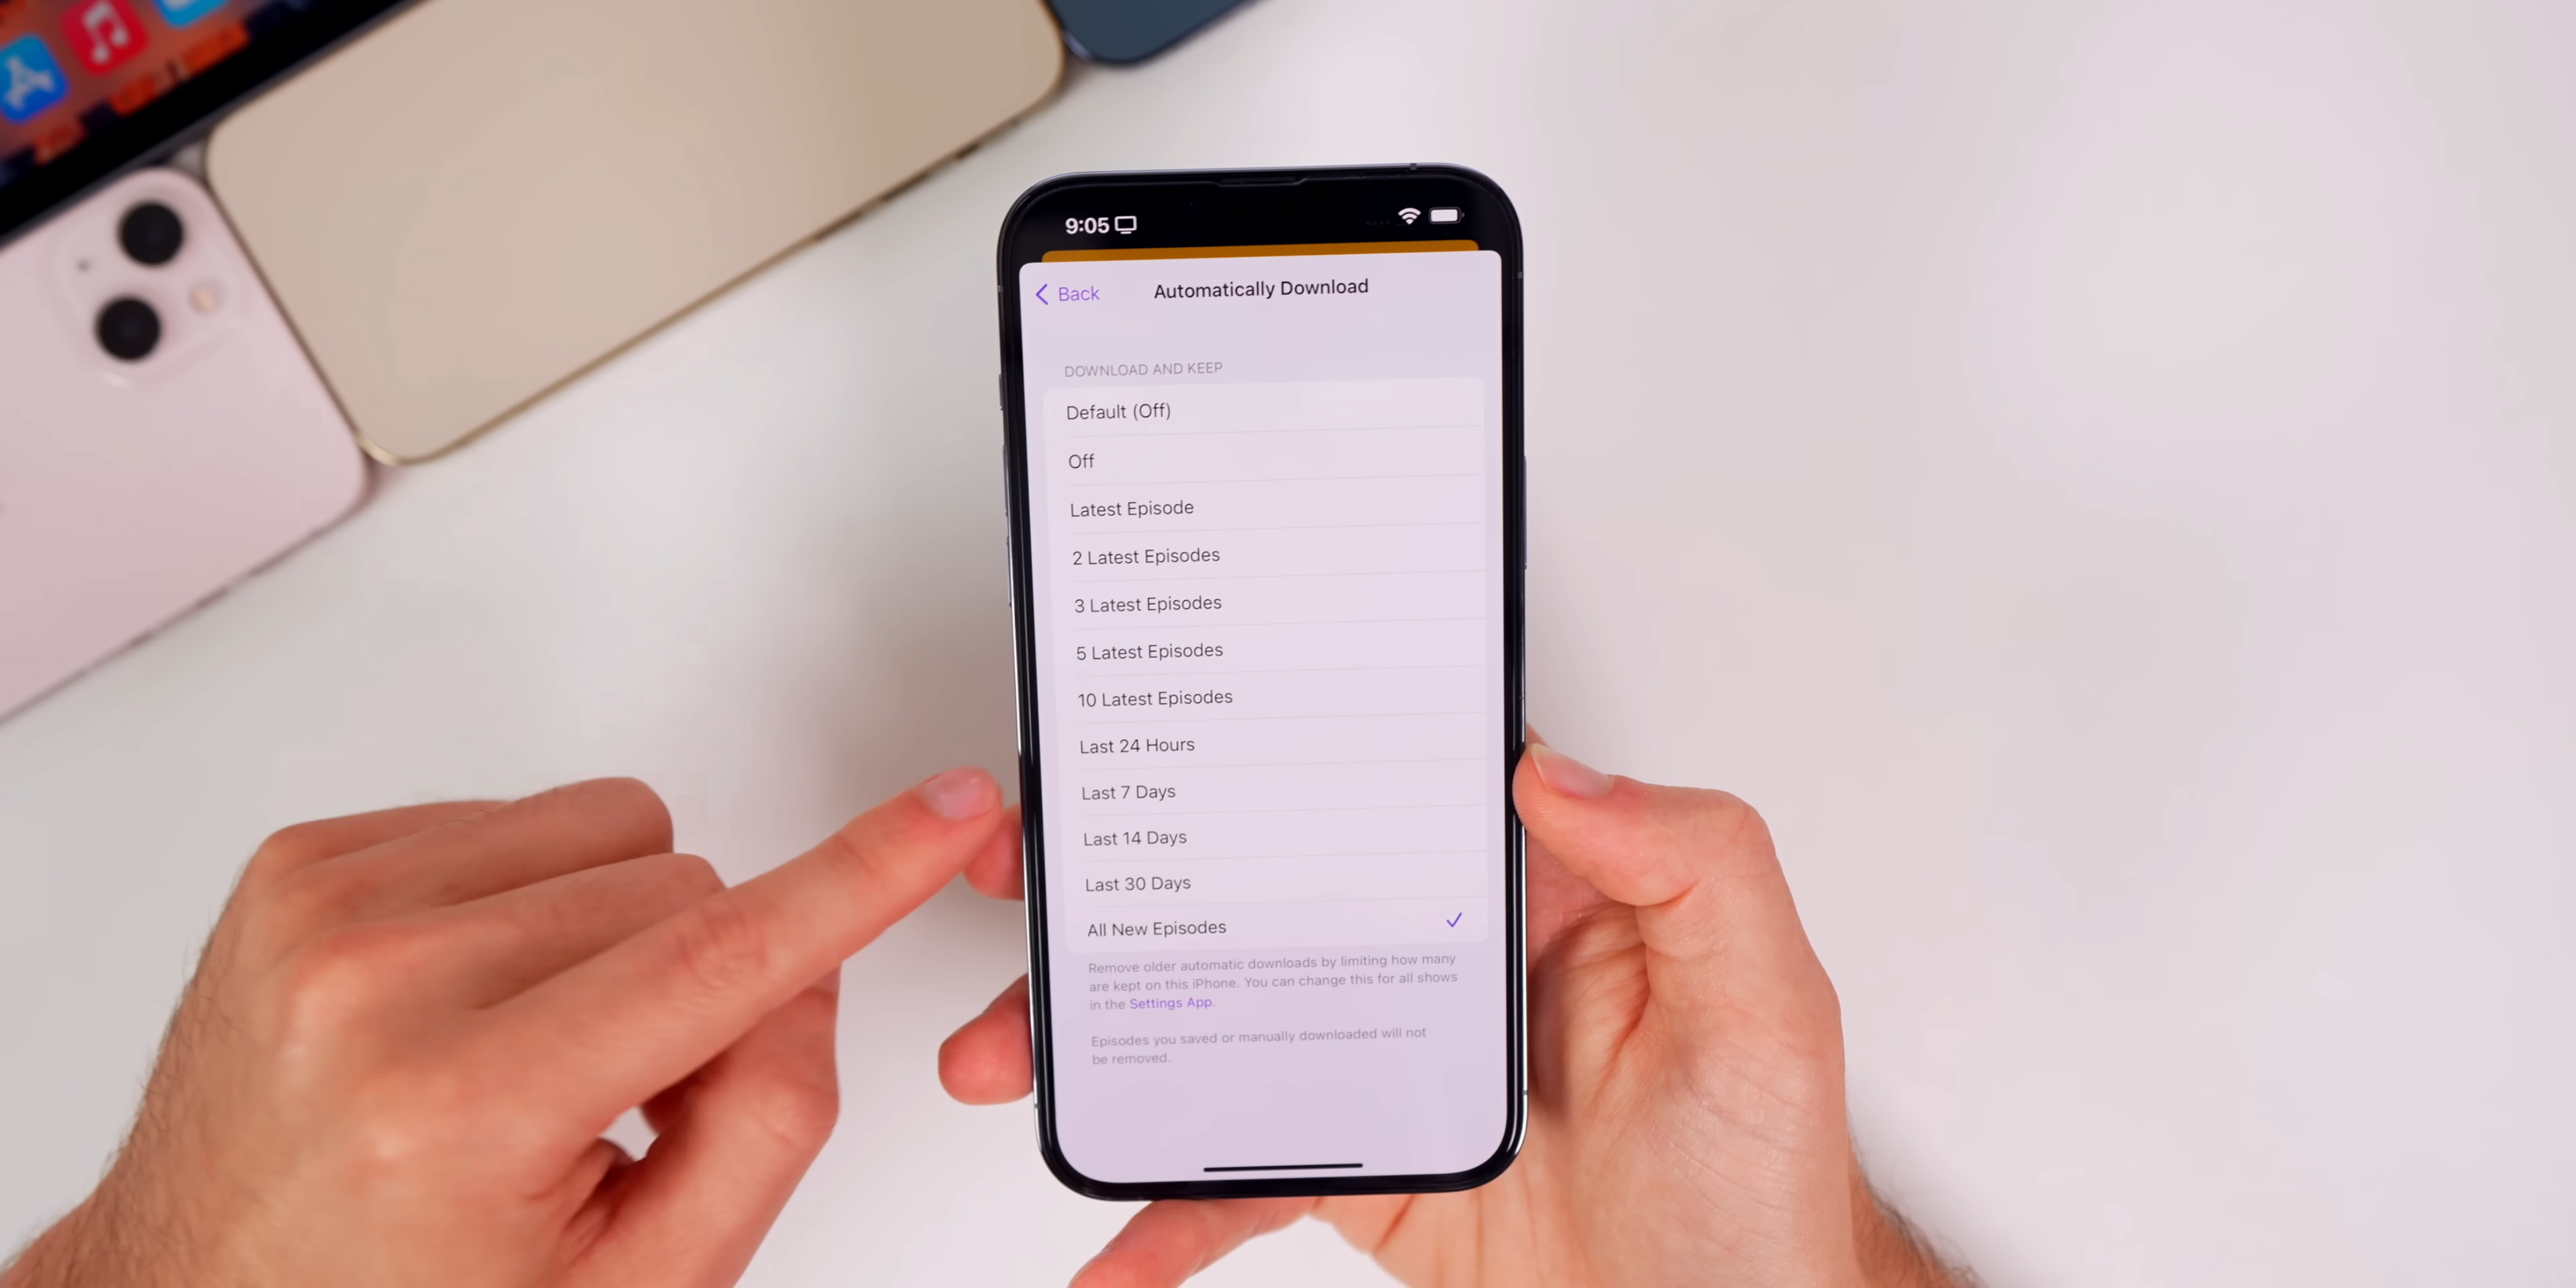 9:05
Back
Automatically Download
DOWNLOAD AND KEEP
Default (Off)
Off
Latest Episode
2 Latest Episodes
3 Latest Episodes
5 Latest Episodes
10 Latest Episodes
Last 24 Hours
Last 7 Days
Last 14 Days
Last 30 Days
All New Episodes
Remove older automatic downloads by limiting how many
are kept on this iPhone. You can change this for all shows
in the Settings App.
Episodes you saved or manually downloaded will not
be removed.